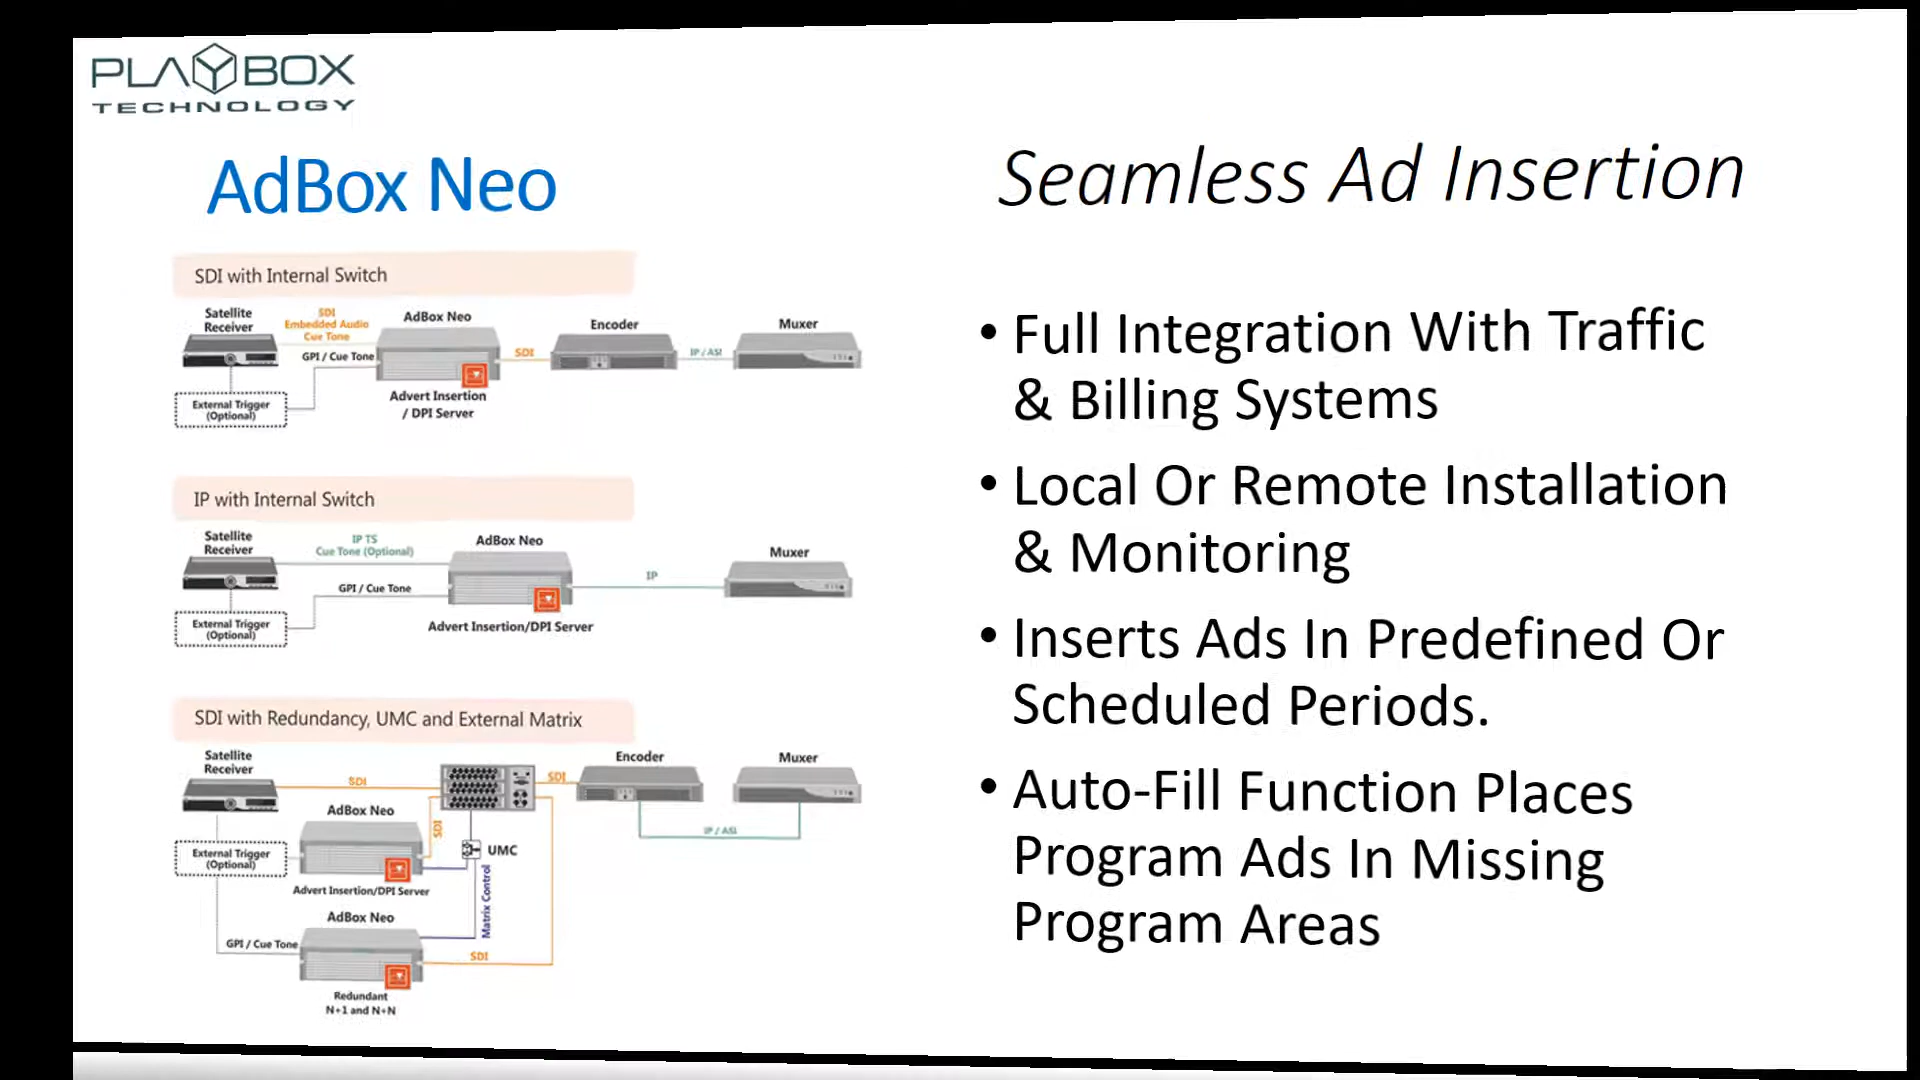 PLAYBOX
TECHNOLOGY
AdBox Neo
Seamless Ad Insertion
SDI with Internal Switch
Satellite
Receiver
SDI
Embedded Audio
Cue Tone
GPI / Cue Tone
AdBox Neo
SDI
Encoder
IP / ASI
Muxer
External Trigger
(Optional)
Advert Insertion
/ DPI Server
IP with Internal Switch
Satellite
Receiver
IP TS
Cue Tone (Optional)
GPI / Cue Tone
AdBox Neo
IP
Muxer
External Trigger
(Optional)
Advert Insertion/DPI Server
SDI with Redundancy, UMC and External Matrix
Satellite
Receiver
SDI
SDI
Encoder
Muxer
AdBox Neo
SDI
IP / ASI
External Trigger
(Optional)
UMC
Advert Insertion/DPI Server
Matrix Control
AdBox Neo
GPI / Cue Tone
SDI
Redundant
N+1 and N+N
• Full Integration With Traffic
& Billing Systems
• Local Or Remote Installation
& Monitoring
• Inserts Ads In Predefined Or
Scheduled Periods.
• Auto-Fill Function Places
Program Ads In Missing
Program Areas